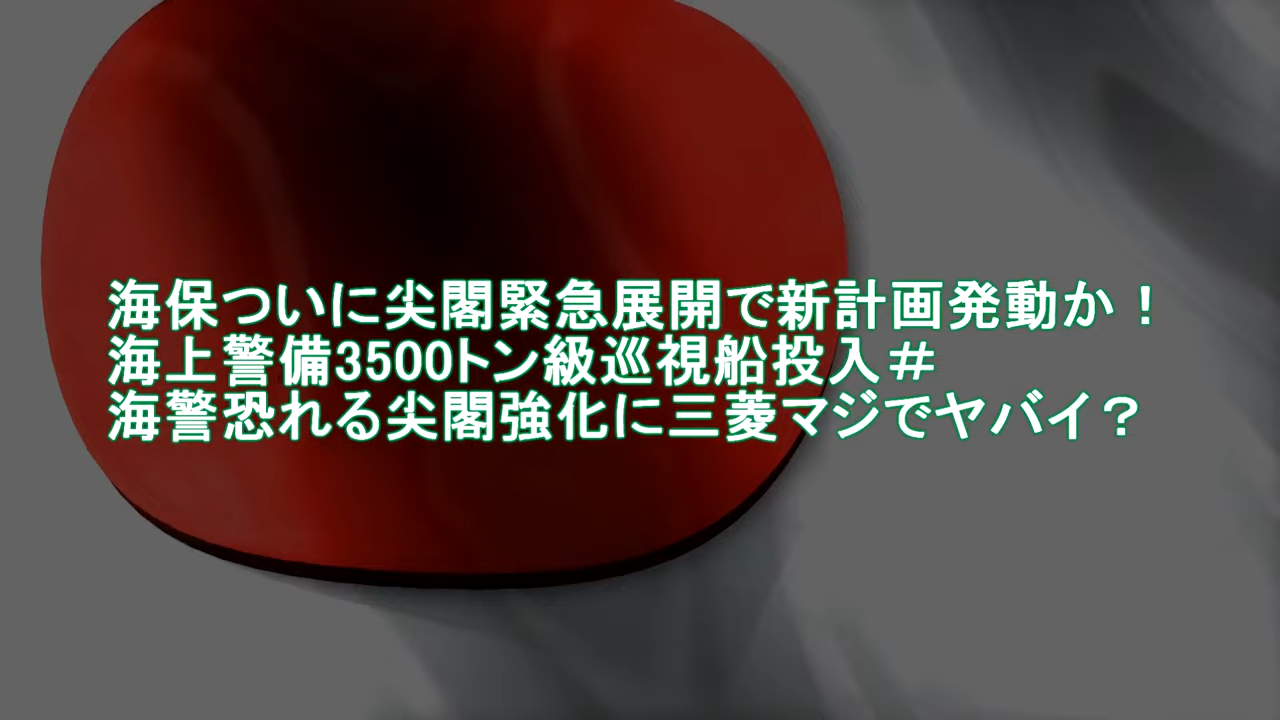 海保ついに尖閣緊急展開で新計画発動か！
海上警備3500トン級巡視船投入＃
海警恐れる尖閣強化に三菱マジでヤバイ？